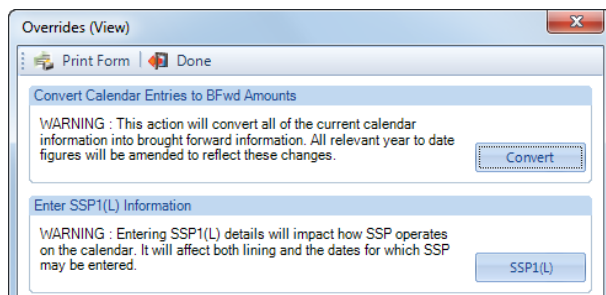 Overrides (View)
Print Form Done
Convert Calendar Entries to BFwd Amounts
WARNING : This action will convert all of the current calendar
information into brought forward information. All relevant year to date
figures will be amended to reflect these changes.
Convert
Enter SSP1(L) Information
WARNING : Entering SSP1(L) details will impact how SSP operates
on the calendar. It will affect both lining and the dates for which SSP
may be entered.
SSP1(L)